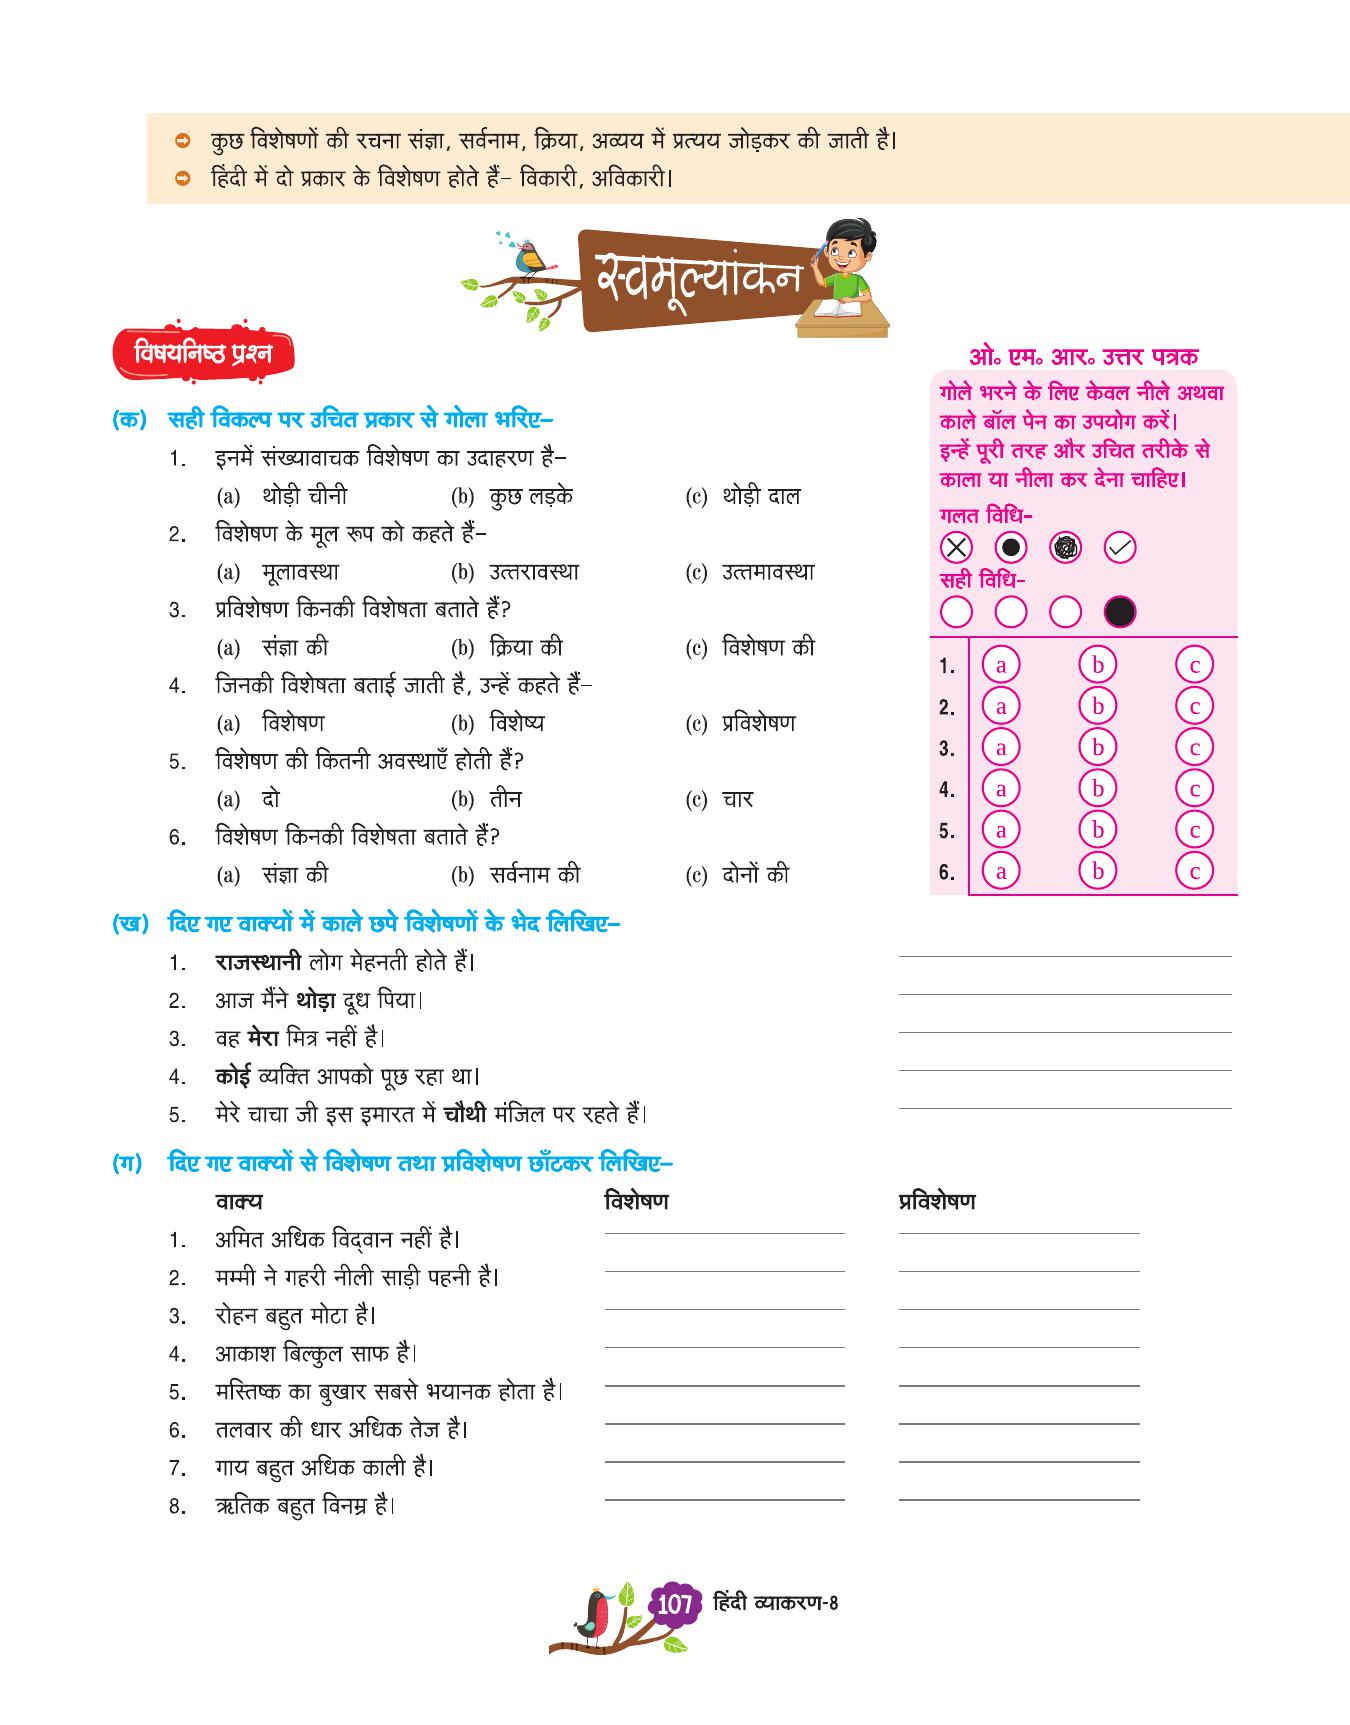 कुछ विशेषणों की रचना संज्ञा, सर्वनाम, क्रिया, अव्यय में प्रत्यय जोड़कर की जाती है।
हिंदी में दो प्रकार के विशेषण होते हैं– विकारी, अविकारी।
स्वमूल्यांकन
विषयनिष्ठ प्रश्न
(क) सही विकल्प पर उचित प्रकार से गोला भरिए–
1. इनमें संख्यावाचक विशेषण का उदाहरण है–
(a) थोड़ी चीनी (b) कुछ लड़के (c) थोड़ी दाल
2. विशेषण के मूल रूप को कहते हैं–
(a) मूलावस्था (b) उत्तरावस्था (c) उत्तमावस्था
3. प्रविशेषण किनकी विशेषता बताते हैं?
(a) संज्ञा की (b) क्रिया की (c) विशेषण की
4. जिनकी विशेषता बताई जाती है, उन्हें कहते हैं–
(a) विशेषण (b) विशेष्य (c) प्रविशेषण
5. विशेषण की कितनी अवस्थाएँ होती हैं?
(a) दो (b) तीन (c) चार
6. विशेषण किनकी विशेषता बताते हैं?
(a) संज्ञा की (b) सर्वनाम की (c) दोनों की
ओ॰ एम॰ आर॰ उत्तर पत्रक
गोले भरने के लिए केवल नीले अथवा
काले बॉल पेन का उपयोग करें।
इन्हें पूरी तरह और उचित तरीके से
काला या नीला कर देना चाहिए।
गलत विधि–
सही विधि–
1. a b c
2. a b c
3. a b c
4. a b c
5. a b c
6. a b c
(ख) दिए गए वाक्यों में काले छपे विशेषणों के भेद लिखिए–
1. राजस्थानी लोग मेहनती होते हैं।
2. आज मैंने थोड़ा दूध पिया।
3. वह मेरा मित्र नहीं है।
4. कोई व्यक्ति आपको पूछ रहा था।
5. मेरे चाचा जी इस इमारत में चौथी मंजिल पर रहते हैं।
(ग) दिए गए वाक्यों से विशेषण तथा प्रविशेषण छाँटकर लिखिए–
वाक्य विशेषण प्रविशेषण
1. अमित अधिक विद्‌वान नहीं है।
2. मम्मी ने गहरी नीली साड़ी पहनी है।
3. रोहन बहुत मोटा है।
4. आकाश बिल्कुल साफ है।
5. मस्तिष्क का बुखार सबसे भयानक होता है।
6. तलवार की धार अधिक तेज है।
7. गाय बहुत अधिक काली है।
8. ऋतिक बहुत विनम्र है।
107 हिंदी व्याकरण-8